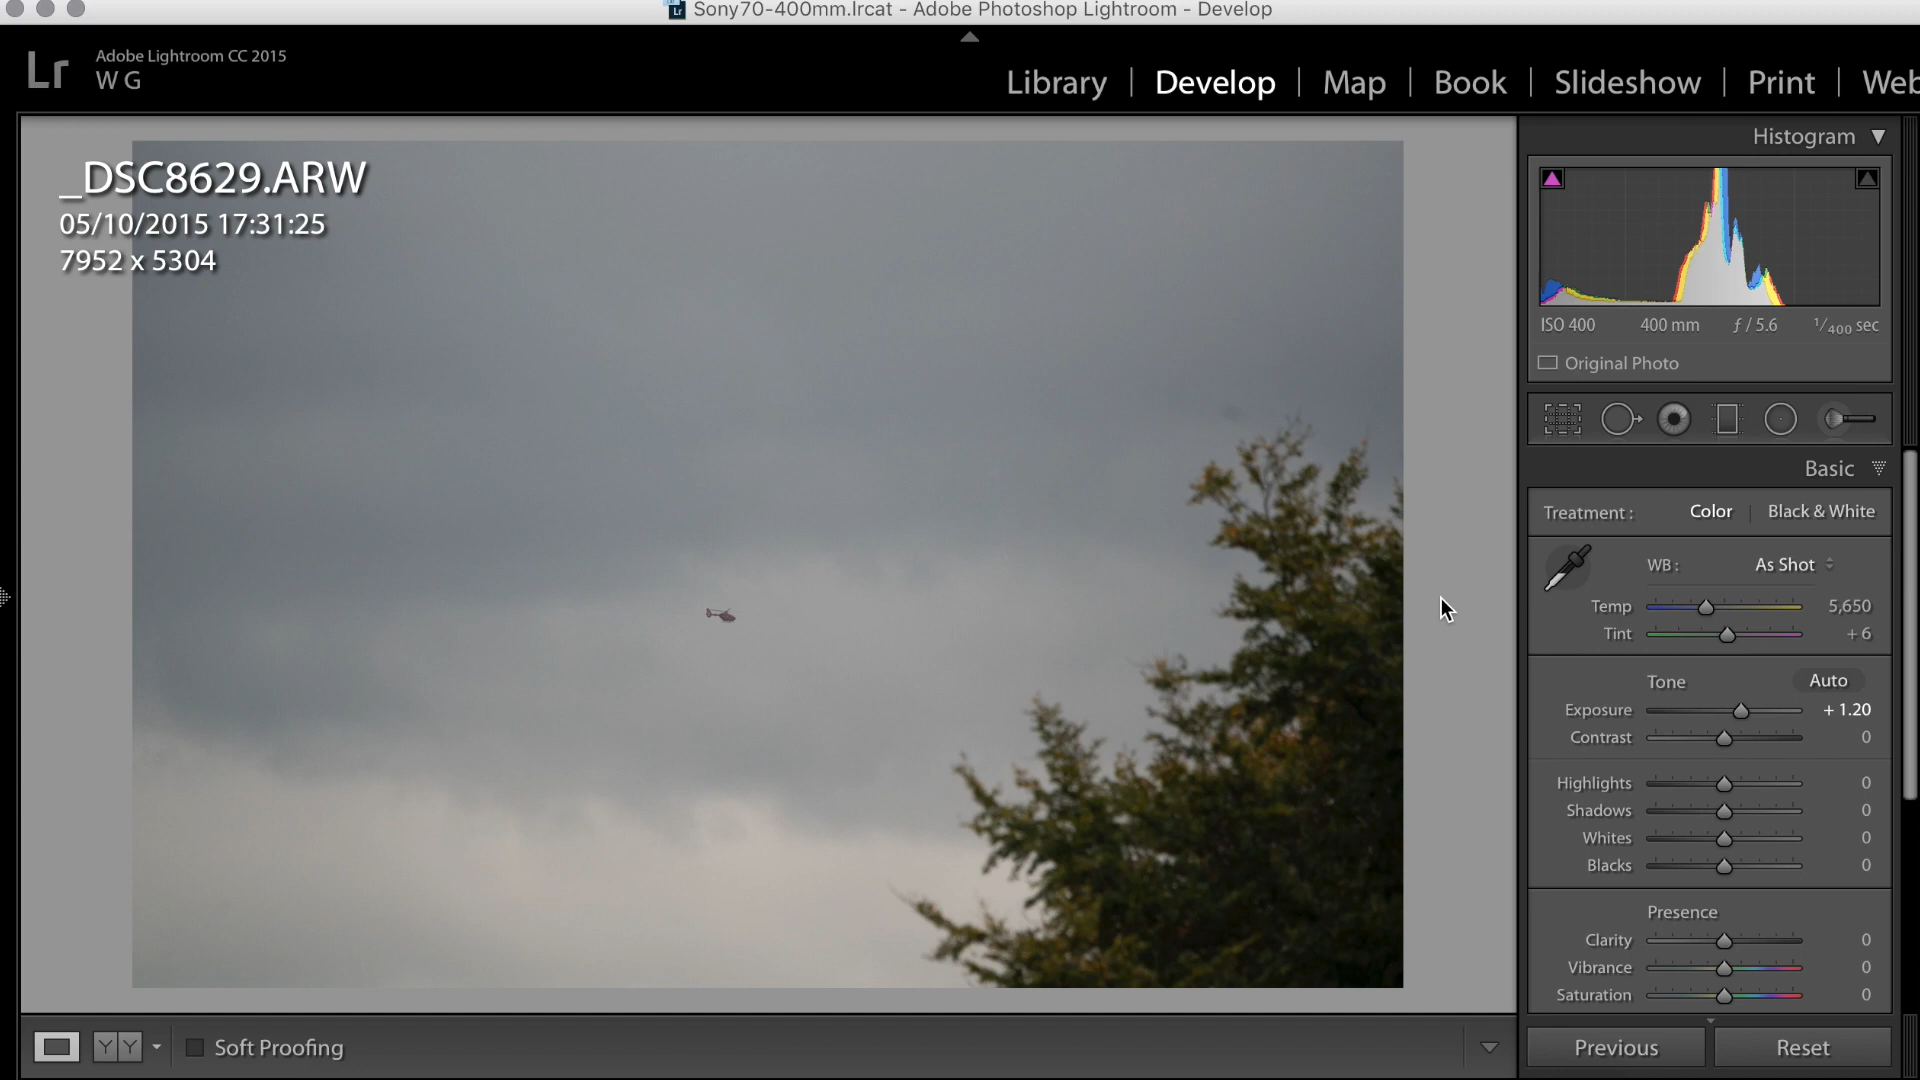 Sony70-400mm.lrcat - Adobe Photoshop Lightroom - Develop
Lr
Adobe Lightroom CC 2015
W G
Library | Develop | Map | Book | Slideshow | Print | Web
_DSC8629.ARW
05/10/2015 17:31:25
7952 x 5304
Histogram
ISO 400 400 mm ƒ / 5.6 1/400 sec
Original Photo
Basic
Treatment : Color | Black & White
WB : As Shot
Temp 5,650
Tint + 6
Tone Auto
Exposure + 1.20
Contrast 0
Highlights 0
Shadows 0
Whites 0
Blacks 0
Presence
Clarity 0
Vibrance 0
Saturation 0
Y Y Soft Proofing
Previous Reset